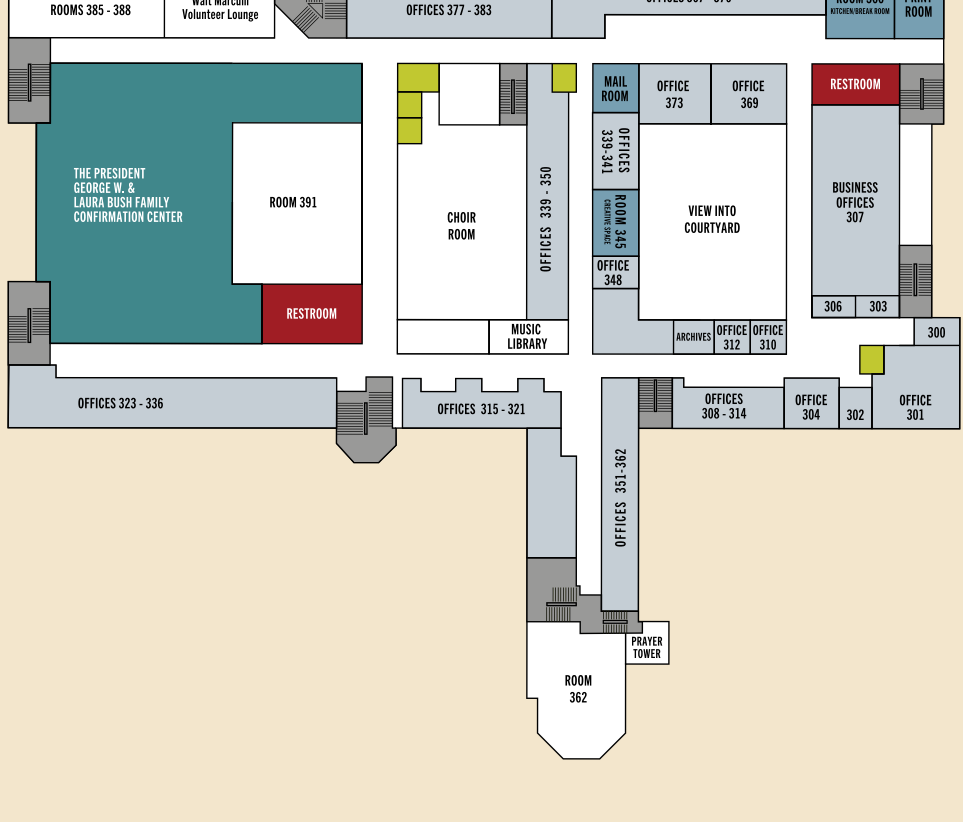 ROOMS 385 - 388
Walt Marcum
Volunteer Lounge
OFFICES 377 - 383
KITCHEN/BREAK ROOM
ROOM
THE PRESIDENT
GEORGE W. &
LAURA BUSH FAMILY
CONFIRMATION CENTER
ROOM 391
RESTROOM
CHOIR
ROOM
OFFICES 339 - 350
MUSIC
LIBRARY
MAIL
ROOM
OFFICE
373
OFFICE
369
OFFICES
339-341
ROOM 345
CREATIVE SPACE
OFFICE
348
VIEW INTO
COURTYARD
ARCHIVES
OFFICE
312
OFFICE
310
RESTROOM
BUSINESS
OFFICES
307
306
303
300
OFFICES 323 - 336
OFFICES 315 - 321
OFFICES
308 - 314
OFFICE
304
302
OFFICE
301
OFFICES 351-362
PRAYER
TOWER
ROOM
362